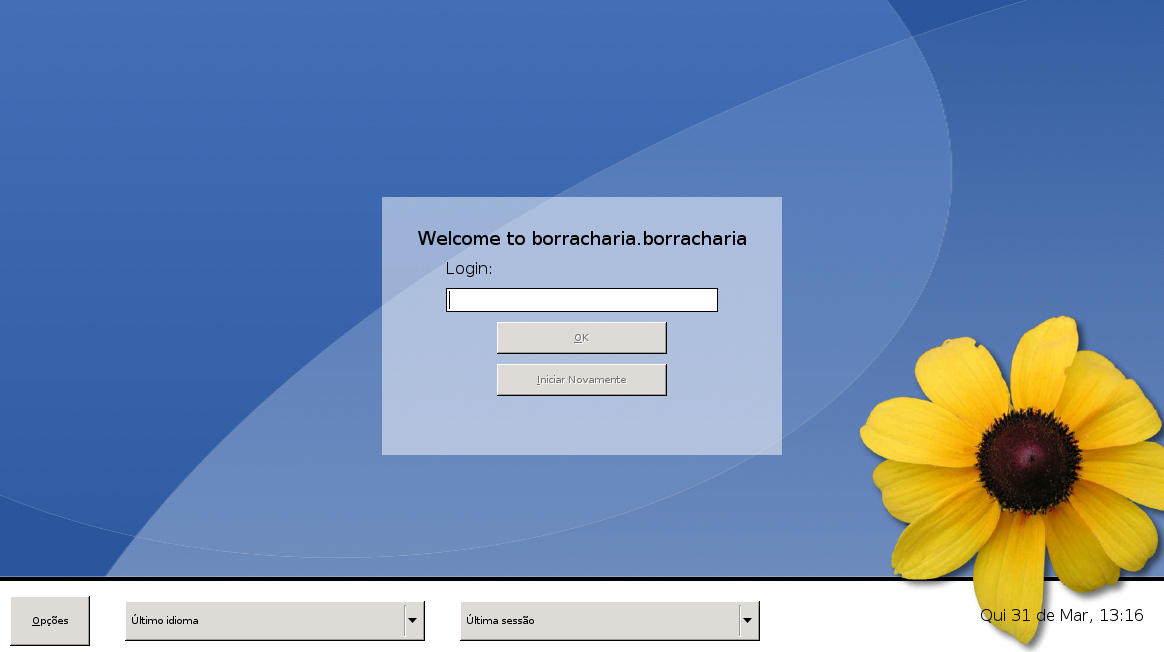 Welcome to borracharia.borracharia
Login:
OK
Iniciar Novamente
Opções
Último idioma
Última sessão
Qui 31 de Mar, 13:16